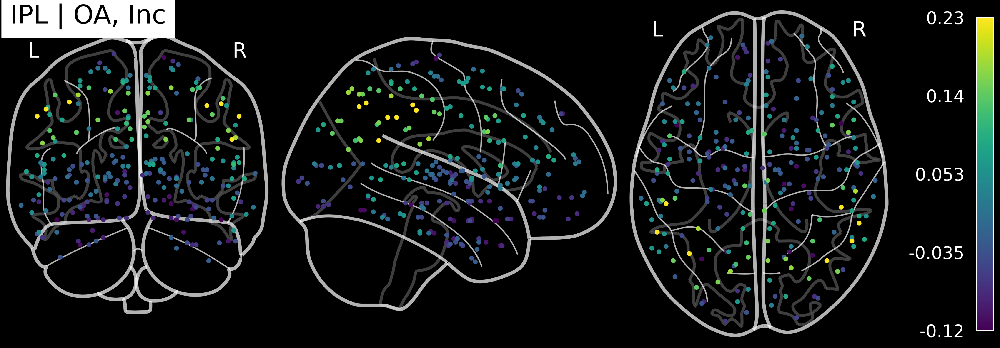 IPL | OA, Inc
L
R
L
R
0.23
0.14
0.053
-0.035
-0.12